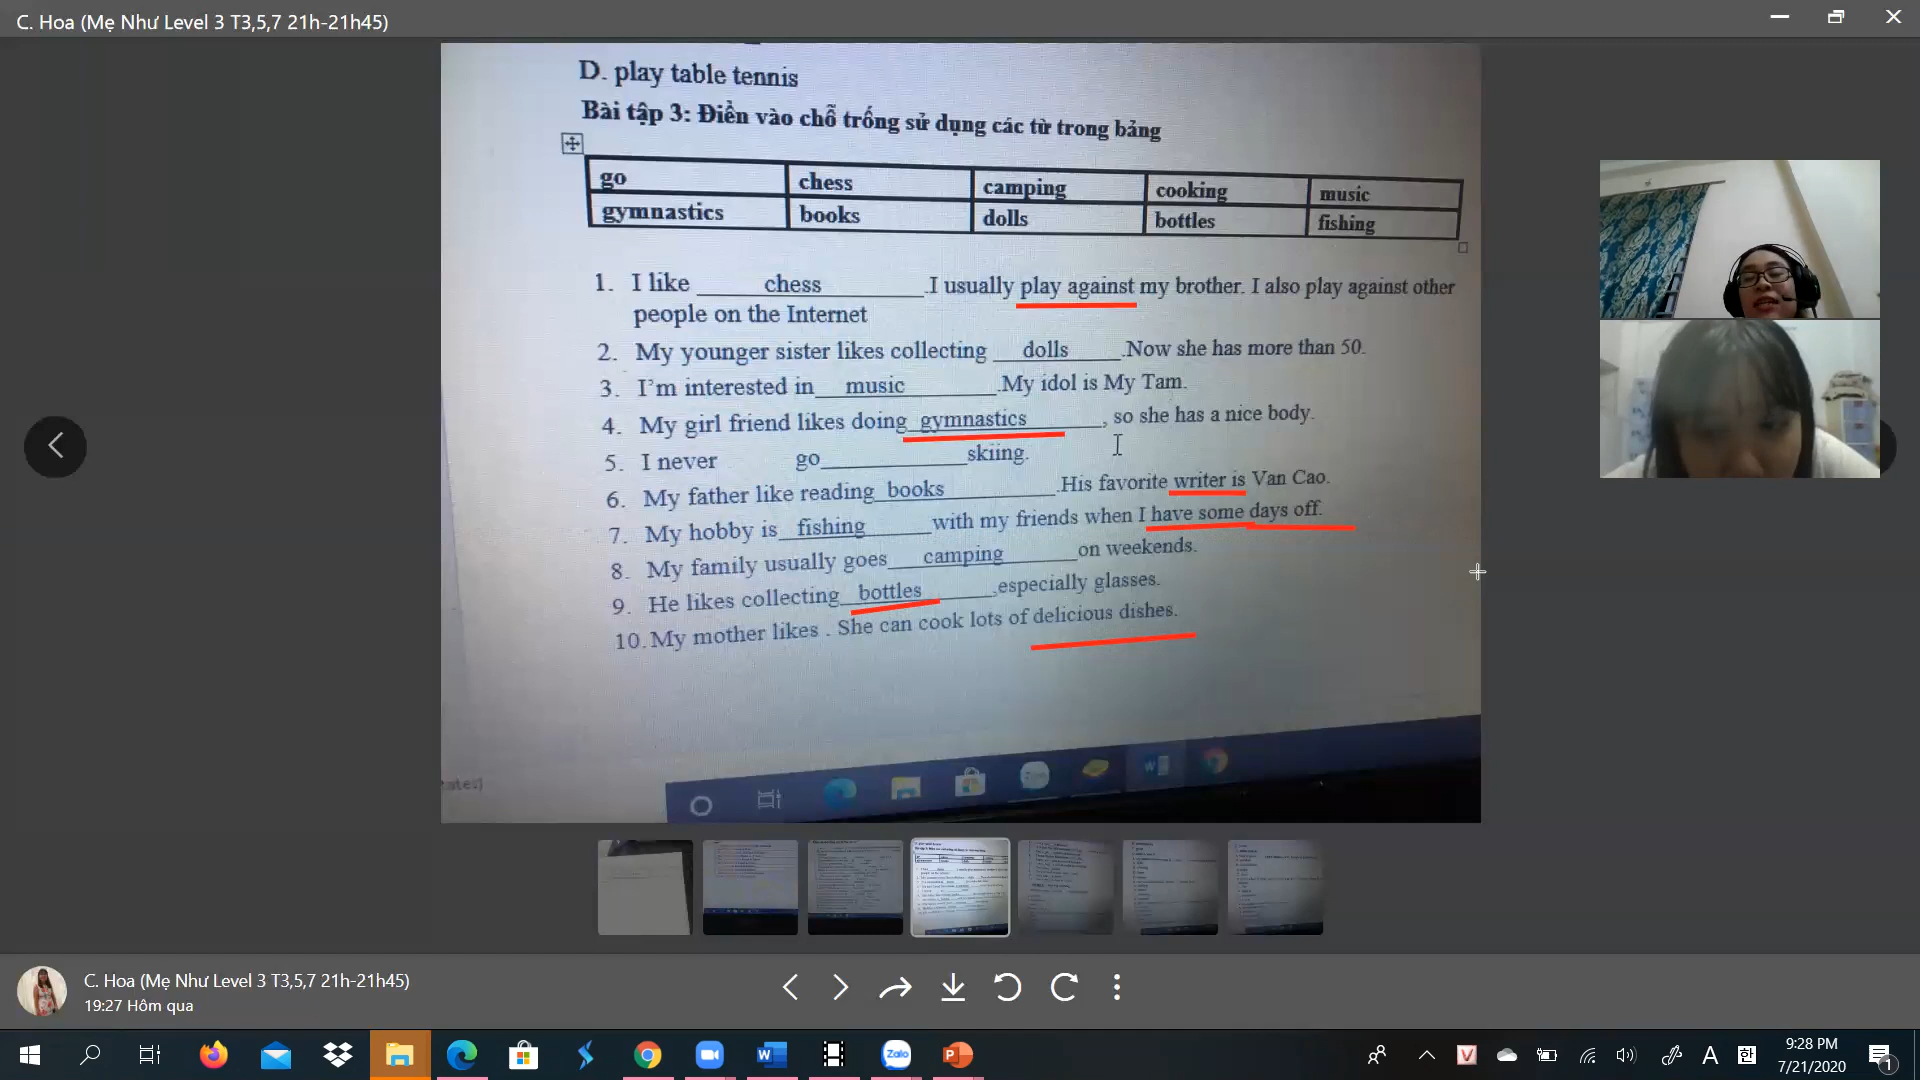 C. Hoa (Mẹ Như Level 3 T3,5,7 21h-21h45)
D. play table tennis
Bài tập 3: Điền vào chỗ trống sử dụng các từ trong bảng
go chess camping cooking music
gymnastics books dolls bottles fishing
1. I like chess .I usually play against my brother. I also play against other
people on the Internet
2. My younger sister likes collecting dolls .Now she has more than 50.
3. I'm interested in music .My idol is My Tam.
4. My girl friend likes doing gymnastics , so she has a nice body.
5. I never go skiing.
6. My father like reading books .His favorite writer is Van Cao.
7. My hobby is fishing with my friends when I have some days off.
8. My family usually goes camping on weekends.
9. He likes collecting bottles ,especially glasses.
10. My mother likes . She can cook lots of delicious dishes.
C. Hoa (Mẹ Như Level 3 T3,5,7 21h-21h45)
19:27 Hôm qua
Zalo
9:28 PM
7/21/2020
1